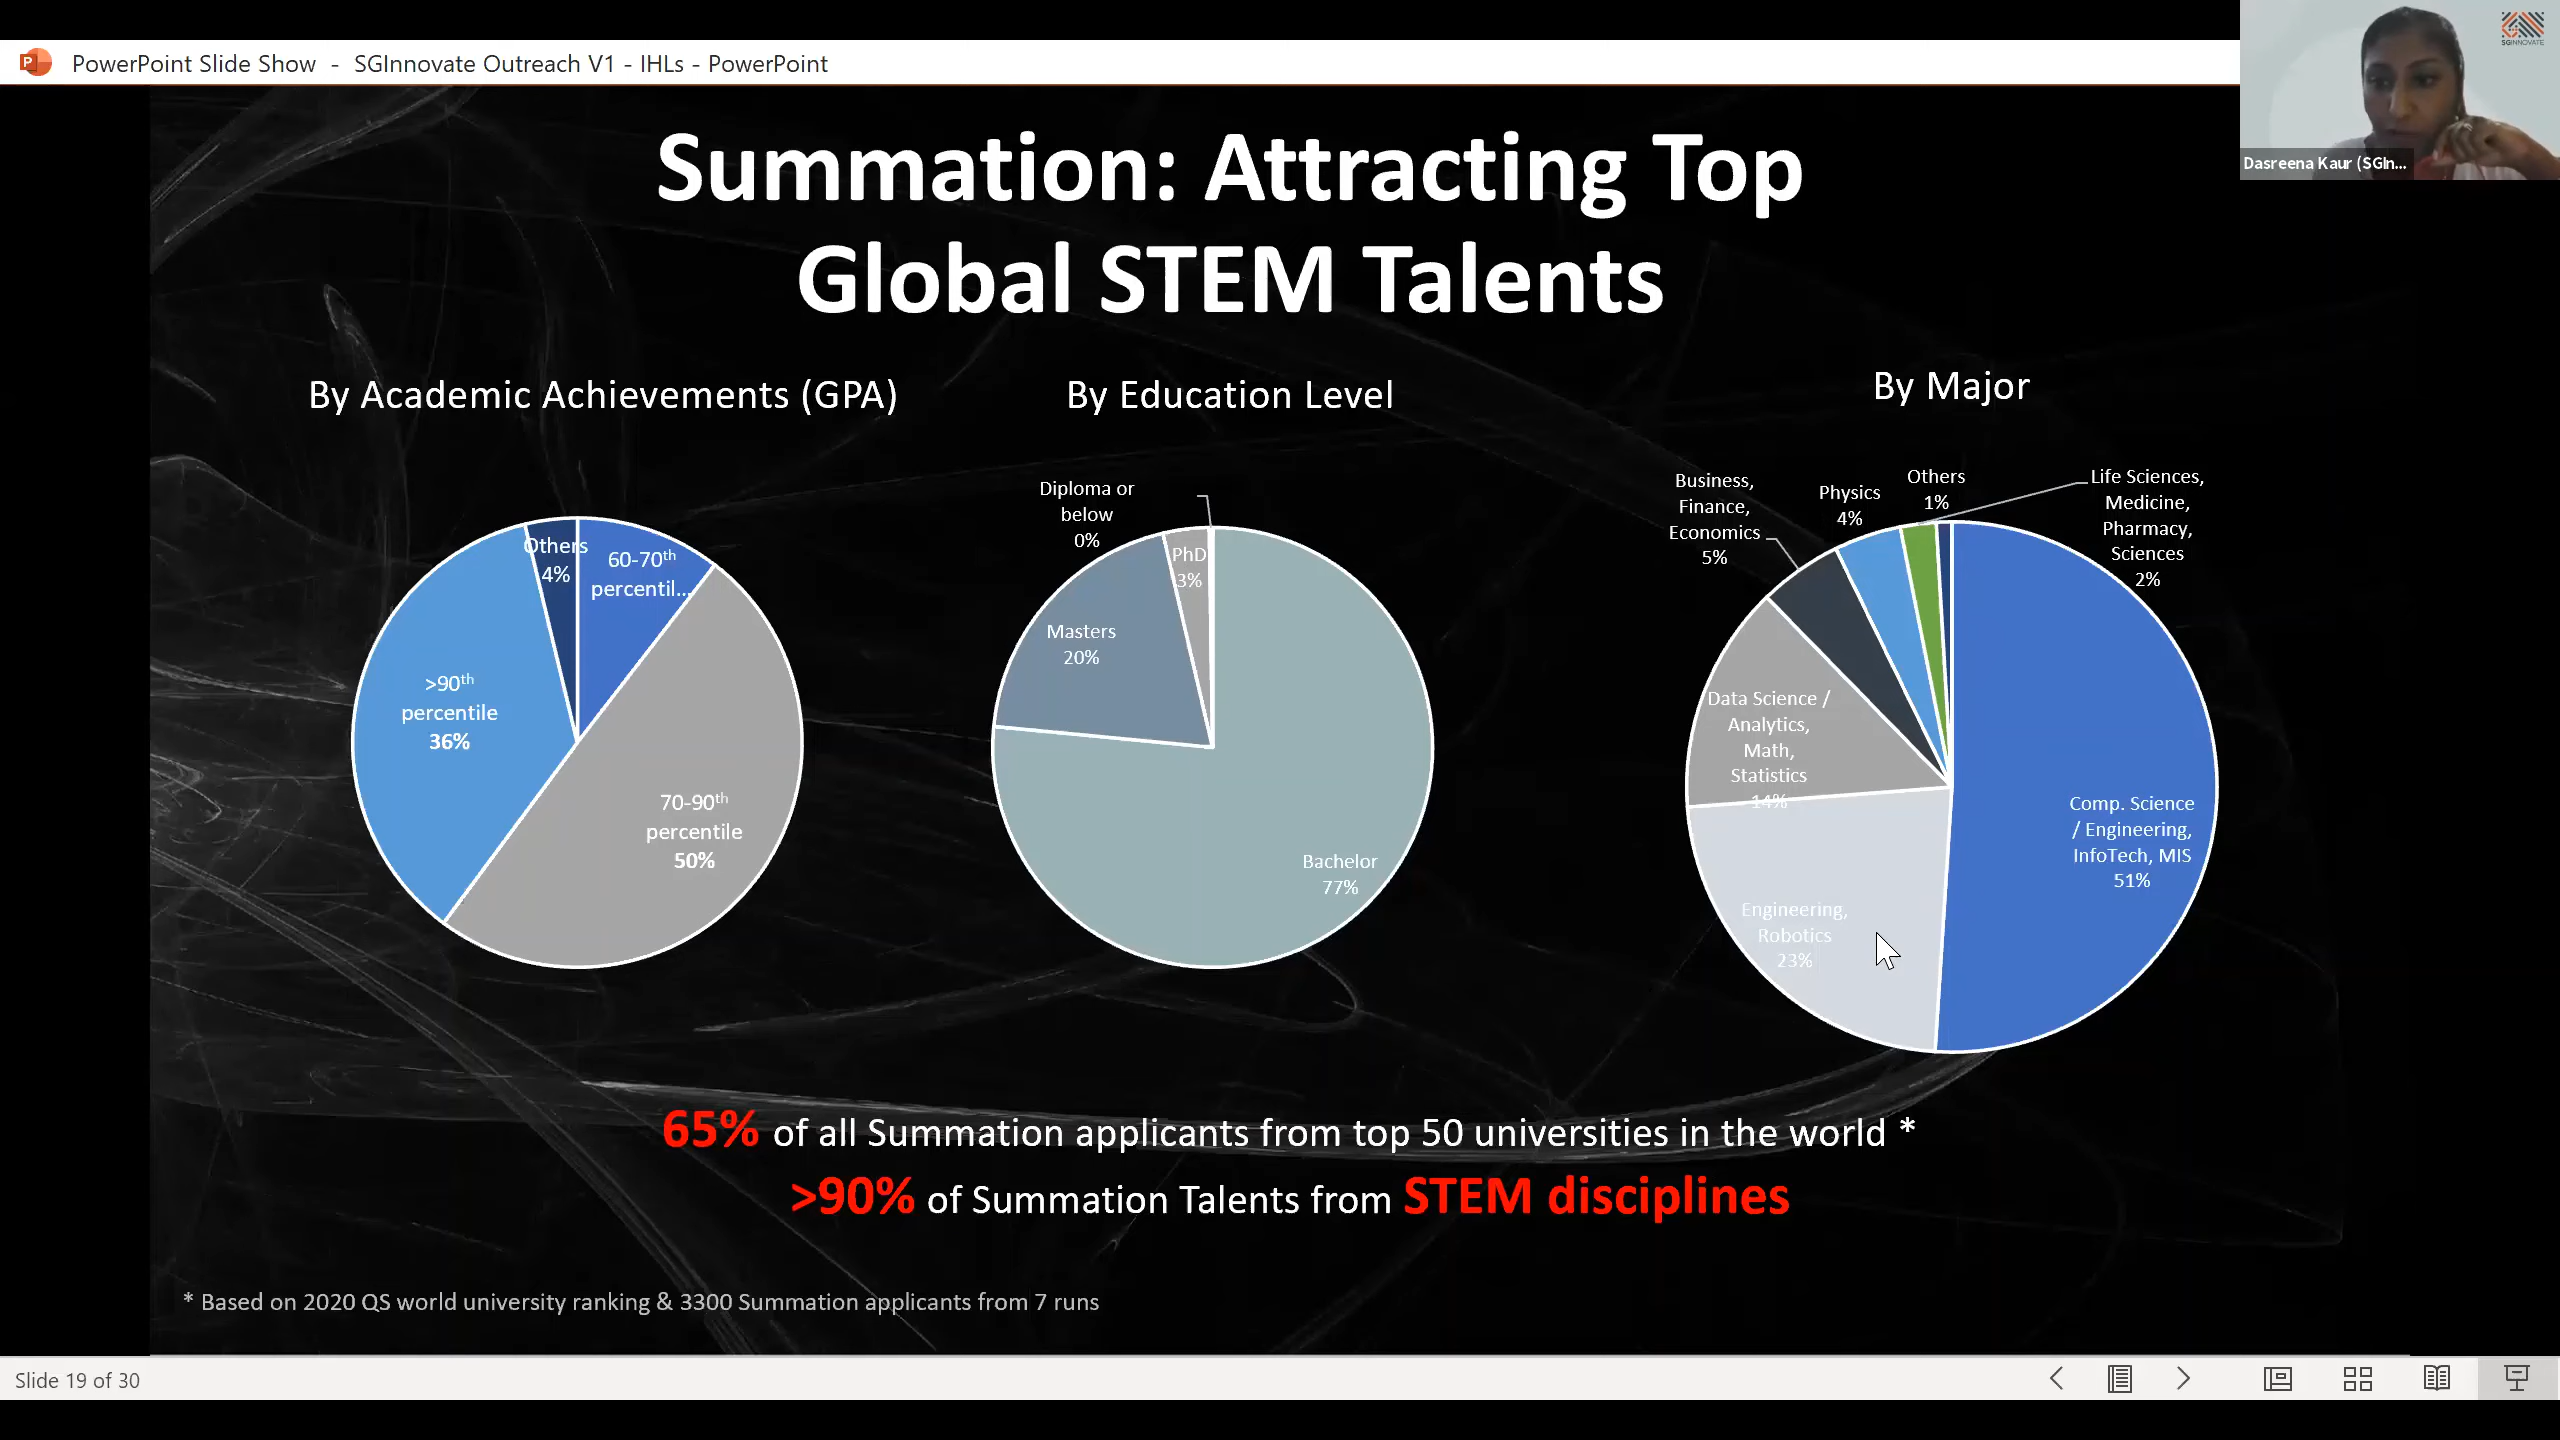 PowerPoint Slide Show - SGInnovate Outreach V1 - IHLs - PowerPoint
SGINNOVATE
Dasreena Kaur (SGIn...
Summation: Attracting Top
Global STEM Talents
By Academic Achievements (GPA)
Others
4%
60-70th
percentil...
>90th
percentile
36%
70-90th
percentile
50%
By Education Level
Diploma or
below
0%
PhD
3%
Masters
20%
Bachelor
77%
By Major
Business,
Finance,
Economics
5%
Physics
4%
Others
1%
Life Sciences,
Medicine,
Pharmacy,
Sciences
2%
Data Science /
Analytics,
Math,
Statistics
14%
Comp. Science
/ Engineering,
InfoTech, MIS
51%
Engineering,
Robotics
23%
65% of all Summation applicants from top 50 universities in the world *
>90% of Summation Talents from STEM disciplines
* Based on 2020 QS world university ranking & 3300 Summation applicants from 7 runs
Slide 19 of 30